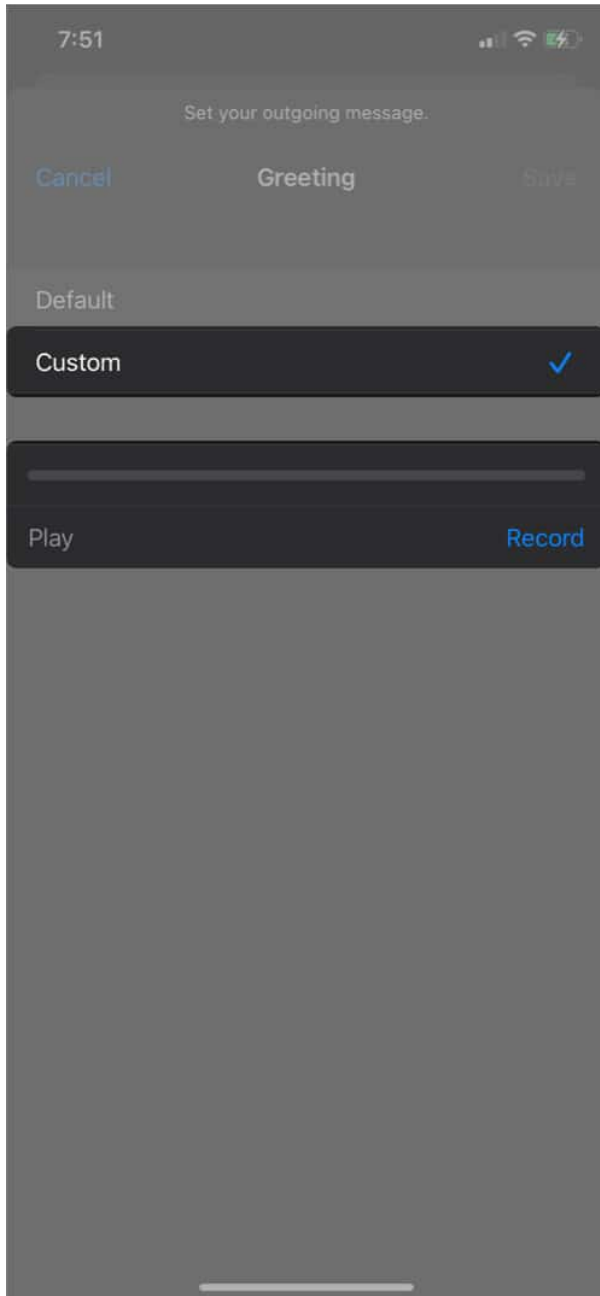 7:51
Set your outgoing message.
Cancel Greeting Save
Default
Custom
Play Record